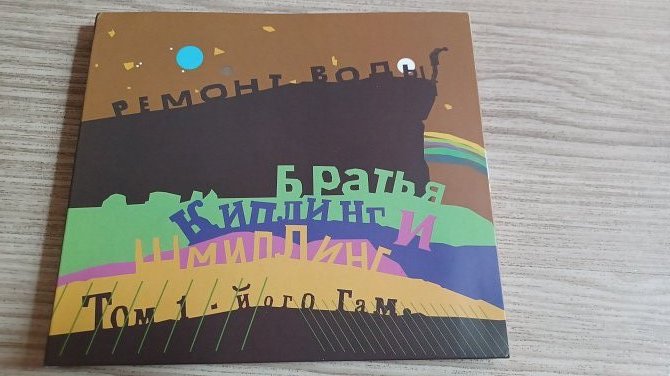 Ремонт воды
Братья
Киплинг и
Шмиплинг
Том 1 - Його Гам.